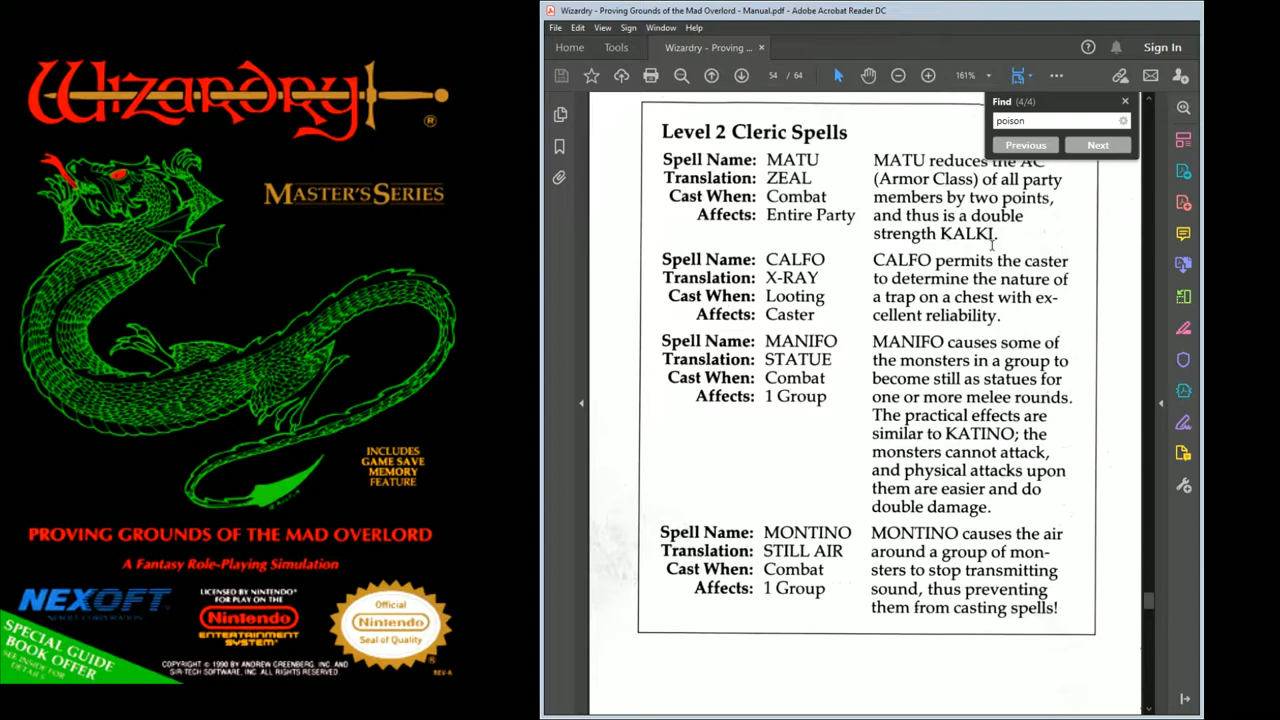 Wizardry
®
MASTER'S SERIES
INCLUDES
GAME SAVE
MEMORY
FEATURE
PROVING GROUNDS OF THE MAD OVERLORD
A Fantasy Role-Playing Simulation
NEXOFT
LICENSED BY NINTENDO®
FOR PLAY ON THE
Nintendo
ENTERTAINMENT
SYSTEM™
Official
Nintendo
Seal of Quality
SPECIAL GUIDE
BOOK OFFER
SEE INSIDE FOR
DETAILS
COPYRIGHT © 1990 BY ANDREW GREENBERG, INC. AND
SIR-TECH SOFTWARE, INC. ALL RIGHTS RESERVED.
REV-A
Wizardry - Proving Grounds of the Mad Overlord - Manual.pdf - Adobe Acrobat Reader DC
File Edit View Sign Window Help
Home Tools Wizardry - Proving ... × Sign In
54 / 64 161%
Find (4/4)
poison
Previous Next
Level 2 Cleric Spells
Spell Name: MATU
Translation: ZEAL
Cast When: Combat
Affects: Entire Party
MATU reduces the AC
(Armor Class) of all party
members by two points,
and thus is a double
strength KALKI.
Spell Name: CALFO
Translation: X-RAY
Cast When: Looting
Affects: Caster
CALFO permits the caster
to determine the nature of
a trap on a chest with ex-
cellent reliability.
Spell Name: MANIFO
Translation: STATUE
Cast When: Combat
Affects: 1 Group
MANIFO causes some of
the monsters in a group to
become still as statues for
one or more melee rounds.
The practical effects are
similar to KATINO; the
monsters cannot attack,
and physical attacks upon
them are easier and do
double damage.
Spell Name: MONTINO
Translation: STILL AIR
Cast When: Combat
Affects: 1 Group
MONTINO causes the air
around a group of mon-
sters to stop transmitting
sound, thus preventing
them from casting spells!